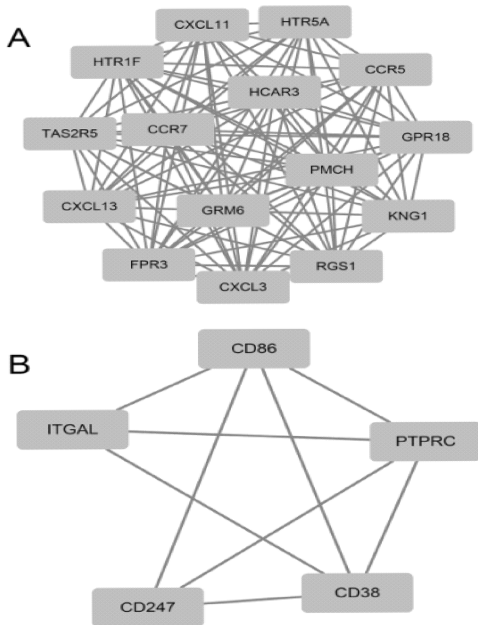 A
CXCL11
HTR5A
HTR1F
CCR5
HCAR3
TAS2R5
CCR7
GPR18
PMCH
CXCL13
GRM6
KNG1
FPR3
RGS1
CXCL3
B
CD86
ITGAL
PTPRC
CD247
CD38